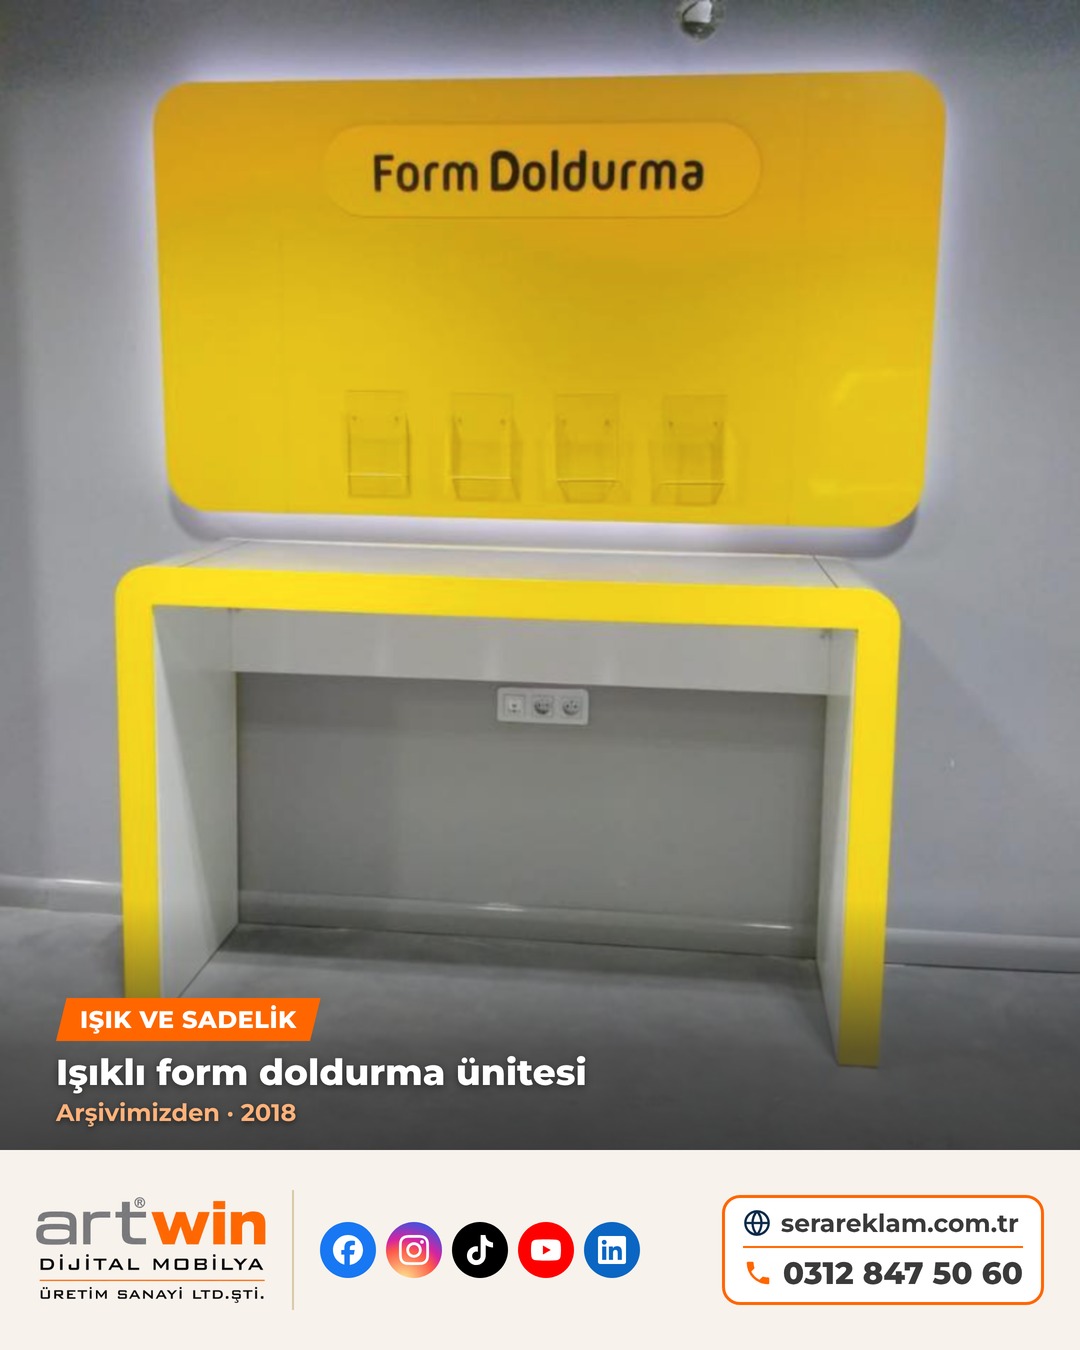 Form Doldurma
IŞIK VE SADELİK
Işıklı form doldurma ünitesi
Arşivimizden · 2018
artwin®
DİJİTAL MOBİLYA
ÜRETİM SANAYİ LTD.ŞTİ.
serareklam.com.tr
0312 847 50 60